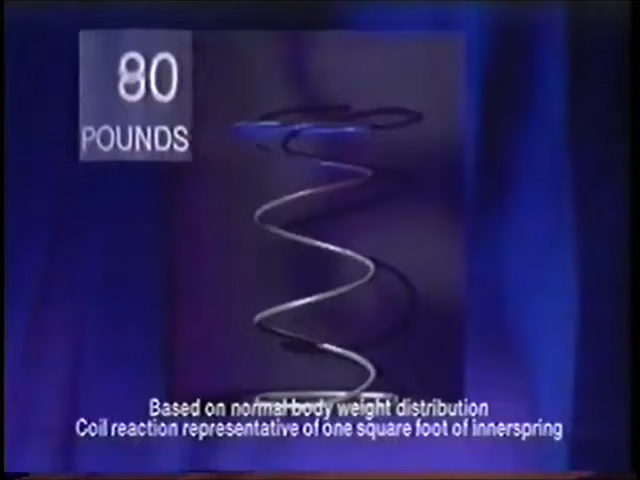 80
POUNDS
Based on normal body weight distribution
Coil reaction representative of one square foot of innerspring